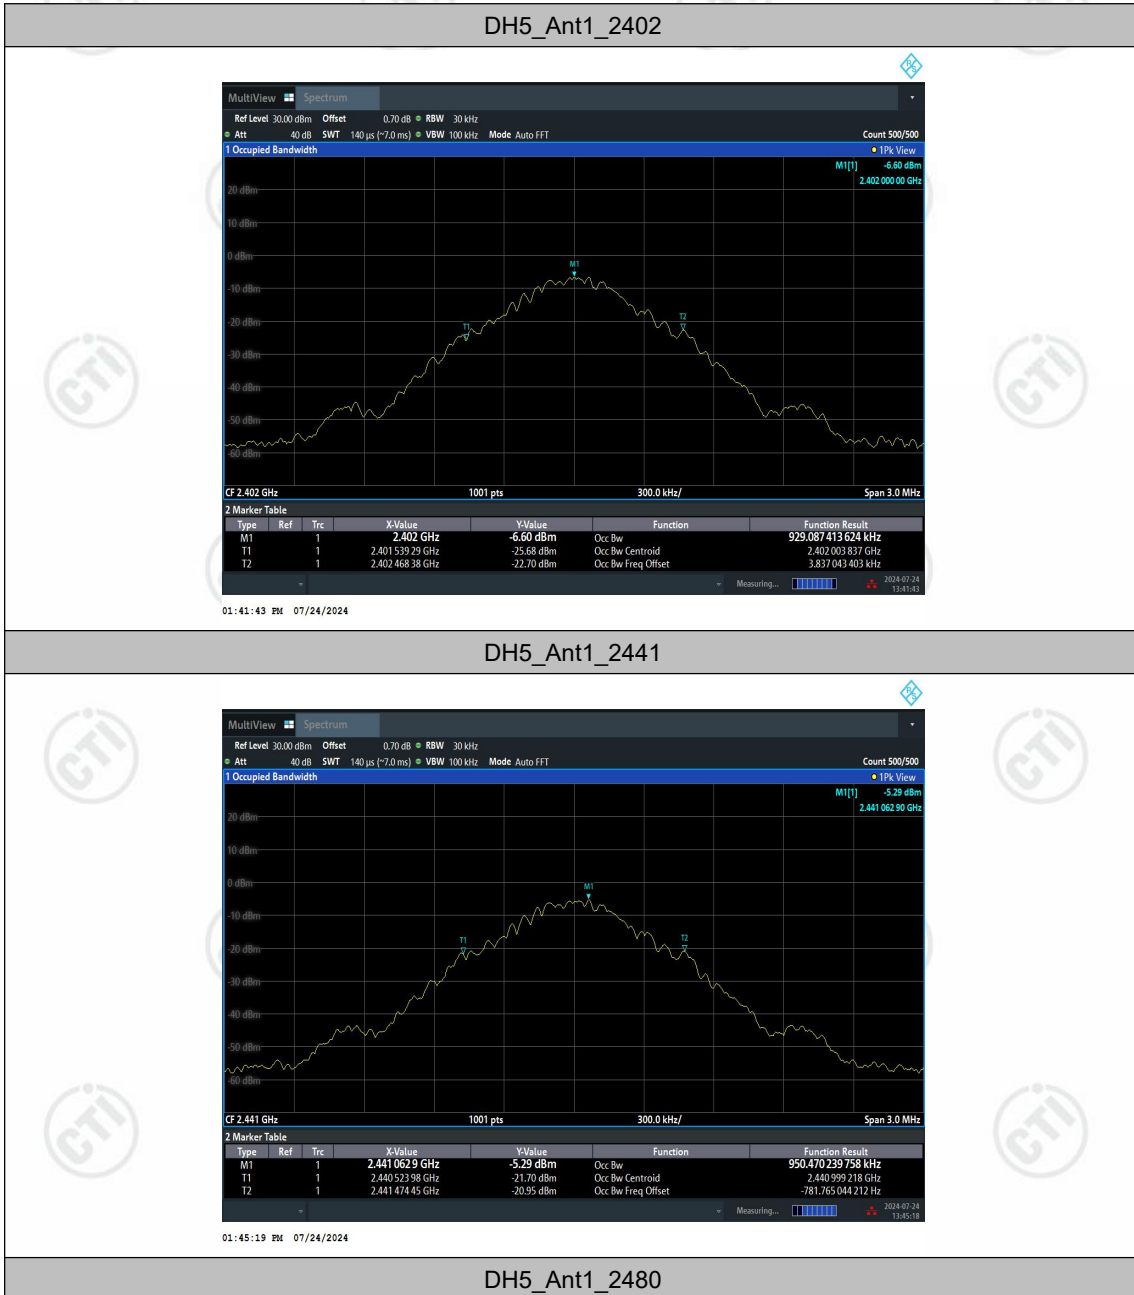 DH5_Ant1_2402
MultiView Spectrum
Ref Level 30.00 dBm Offset 0.70 dB RBW 30 kHz
Att 40 dB SWT 140 µs (~7.0 ms) VBW 100 kHz Mode Auto FFT Count 500/500
1 Occupied Bandwidth 1Pk View
M1[1] -6.60 dBm
2.402 000 00 GHz
20 dBm
10 dBm
0 dBm
M1
-10 dBm
-20 dBm
T1
T2
-30 dBm
-40 dBm
-50 dBm
-60 dBm
CF 2.402 GHz 1001 pts 300.0 kHz/ Span 3.0 MHz
2 Marker Table
Type Ref Trc X-Value Y-Value Function Function Result
M1 1 2.402 GHz -6.60 dBm Occ Bw 929.087 413 624 kHz
T1 1 2.401 539 29 GHz -25.68 dBm Occ Bw Centroid 2.402 003 837 GHz
T2 1 2.402 468 38 GHz -22.70 dBm Occ Bw Freq Offset 3.837 043 403 kHz
Measuring... 2024-07-24
13:41:43
01:41:43 PM 07/24/2024
DH5_Ant1_2441
MultiView Spectrum
Ref Level 30.00 dBm Offset 0.70 dB RBW 30 kHz
Att 40 dB SWT 140 µs (~7.0 ms) VBW 100 kHz Mode Auto FFT Count 500/500
1 Occupied Bandwidth 1Pk View
M1[1] -5.29 dBm
2.441 062 90 GHz
20 dBm
10 dBm
0 dBm
M1
-10 dBm
-20 dBm
T1
T2
-30 dBm
-40 dBm
-50 dBm
-60 dBm
CF 2.441 GHz 1001 pts 300.0 kHz/ Span 3.0 MHz
2 Marker Table
Type Ref Trc X-Value Y-Value Function Function Result
M1 1 2.441 062 9 GHz -5.29 dBm Occ Bw 950.470 239 758 kHz
T1 1 2.440 523 98 GHz -21.70 dBm Occ Bw Centroid 2.440 999 218 GHz
T2 1 2.441 474 45 GHz -20.95 dBm Occ Bw Freq Offset -781.765 044 212 Hz
Measuring... 2024-07-24
13:45:18
01:45:19 PM 07/24/2024
DH5_Ant1_2480
CTI
CTI
CTI
CTI
CTI
CTI